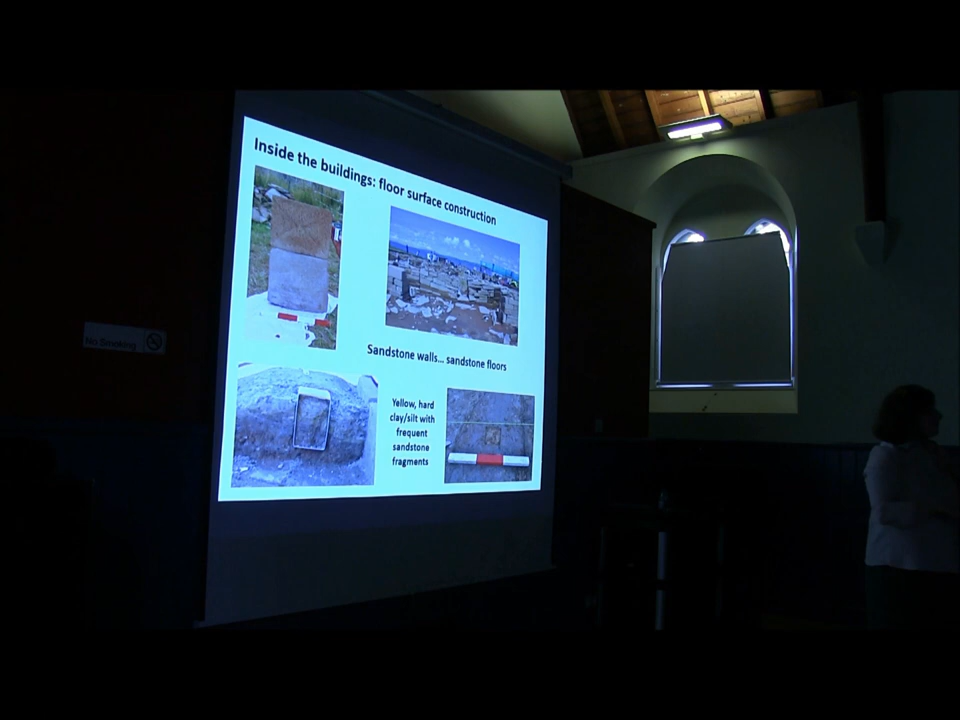 Inside the buildings: floor surface construction
Sandstone walls... sandstone floors
Yellow, hard
clay/silt with
frequent
sandstone
fragments
No Smoking